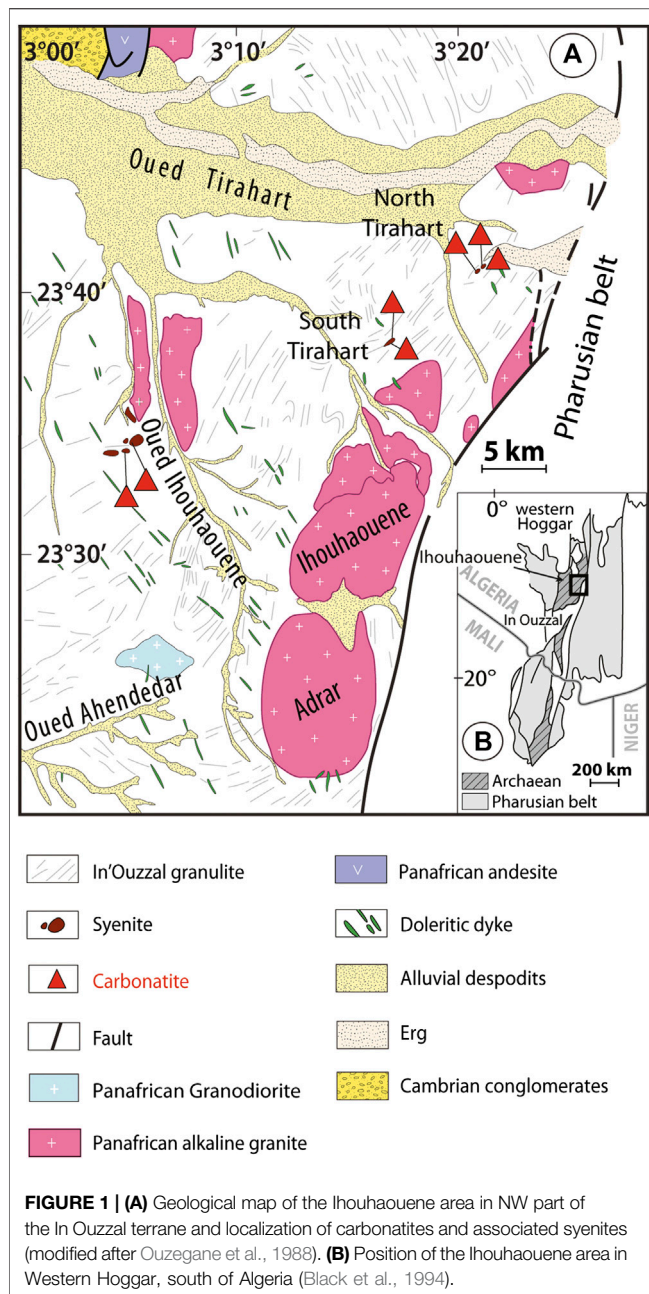 3°00′ 3°10′ 3°20′ A
Oued Tirahart
North
Tirahart
23°40′
South
Tirahart
Pharusian belt
5 km
Oued Ihouhaouene
Ihouhaouene
23°30′
Adrar
Oued Ahendedar
0°
western
Hoggar
Ihouhaouene
ALGERIA
In Ouzzal
MALI
20°
NIGER
B
200 km
Archaean
Pharusian belt
In'Ouzzal granulite
Syenite
Carbonatite
Fault
Panafrican Granodiorite
Panafrican alkaline granite
Panafrican andesite
Doleritic dyke
Alluvial despodits
Erg
Cambrian conglomerates
FIGURE 1 | (A) Geological map of the Ihouhaouene area in NW part of
the In Ouzzal terrane and localization of carbonatites and associated syenites
(modified after Ouzegane et al., 1988). (B) Position of the Ihouhaouene area in
Western Hoggar, south of Algeria (Black et al., 1994).